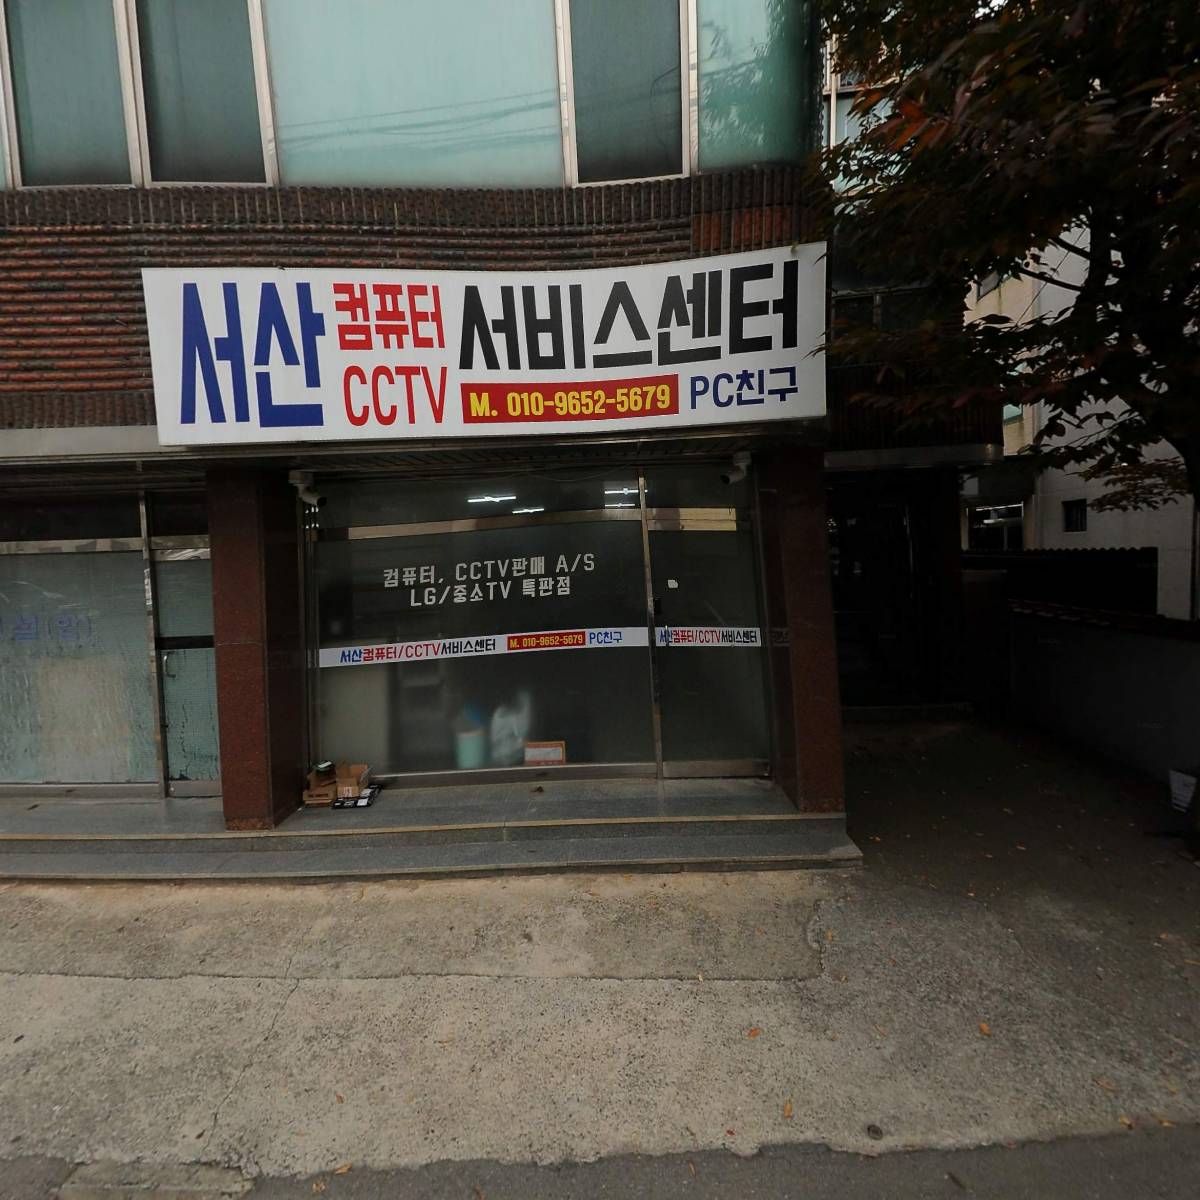 서산 컴퓨터 CCTV 서비스센터
M. 010-9652-5679 PC친구
컴퓨터, CCTV판매 A/S
LG/중소TV 특판점
서산컴퓨터/CCTV서비스센터 M. 010-9652-5679 PC친구
서산컴퓨터/CCTV서비스센터